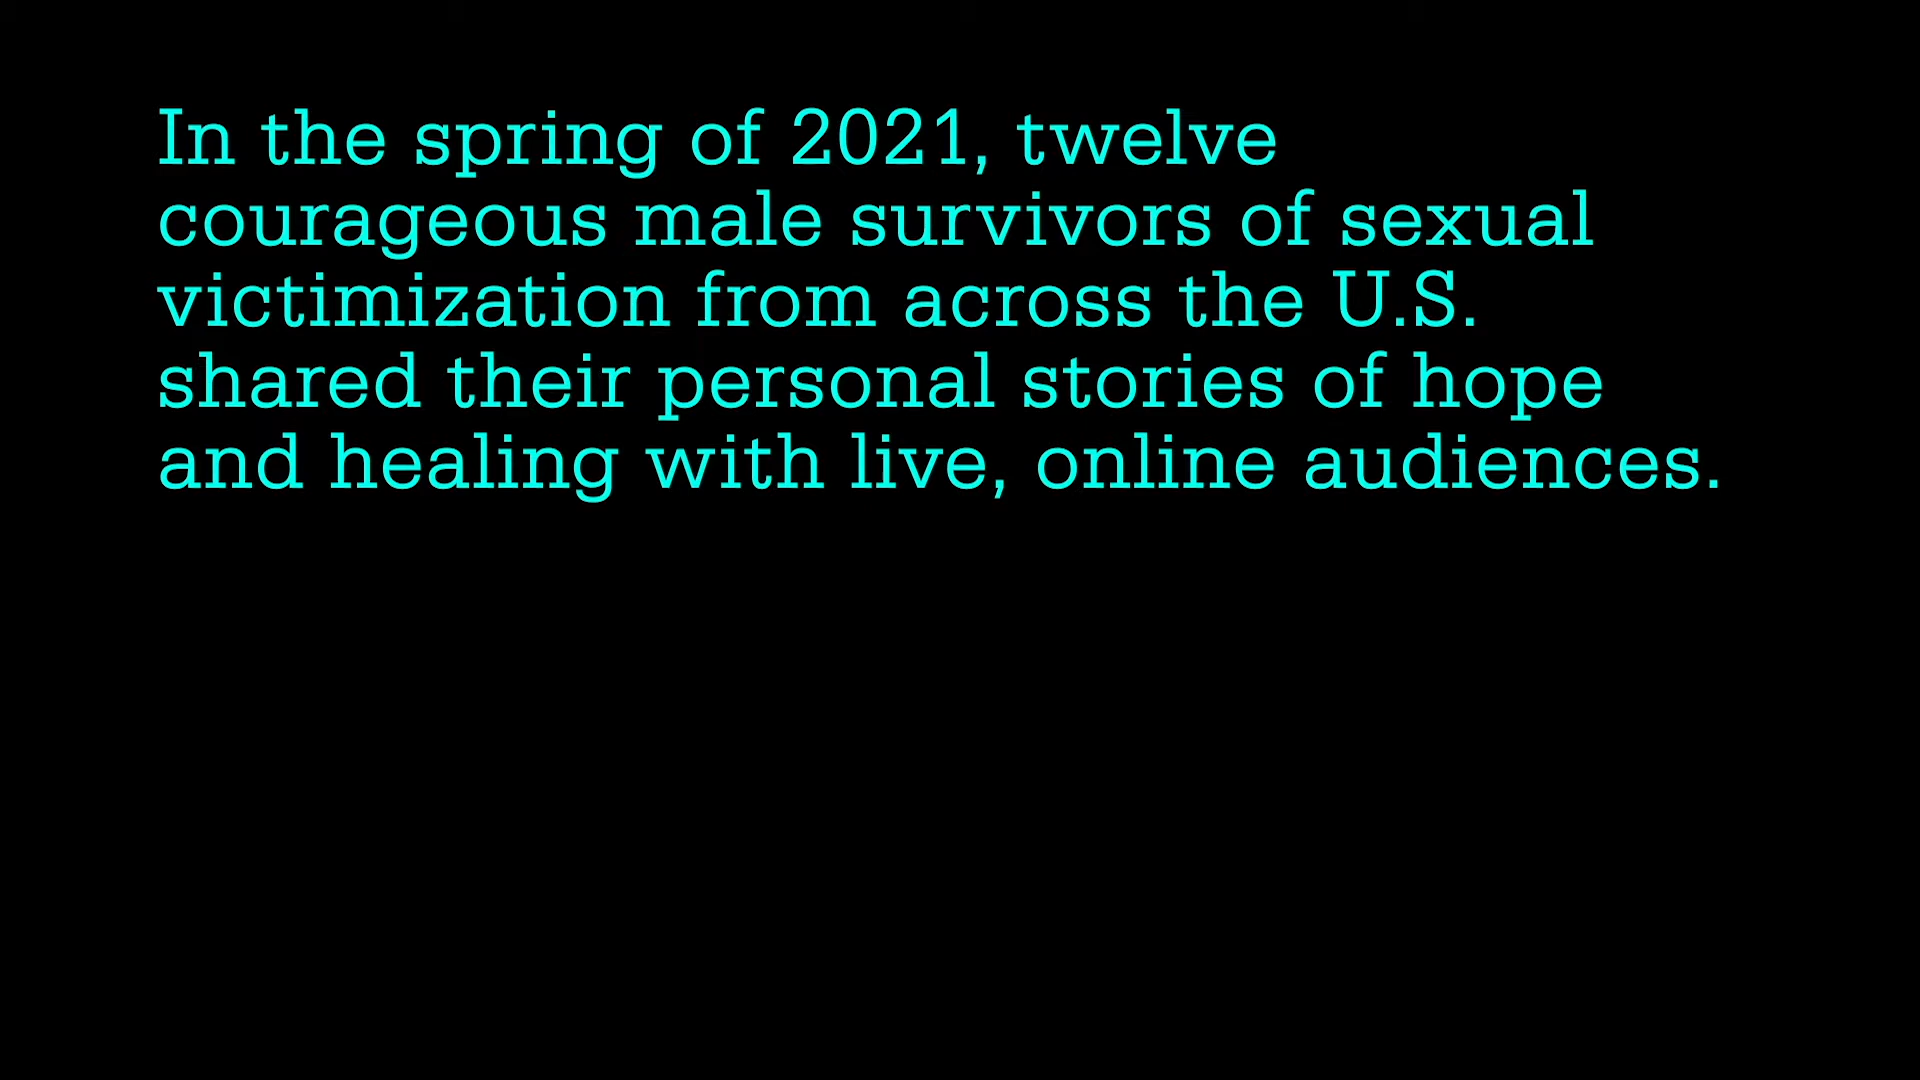 In the spring of 2021, twelve
courageous male survivors of sexual
victimization from across the U.S.
shared their personal stories of hope
and healing with live, online audiences.